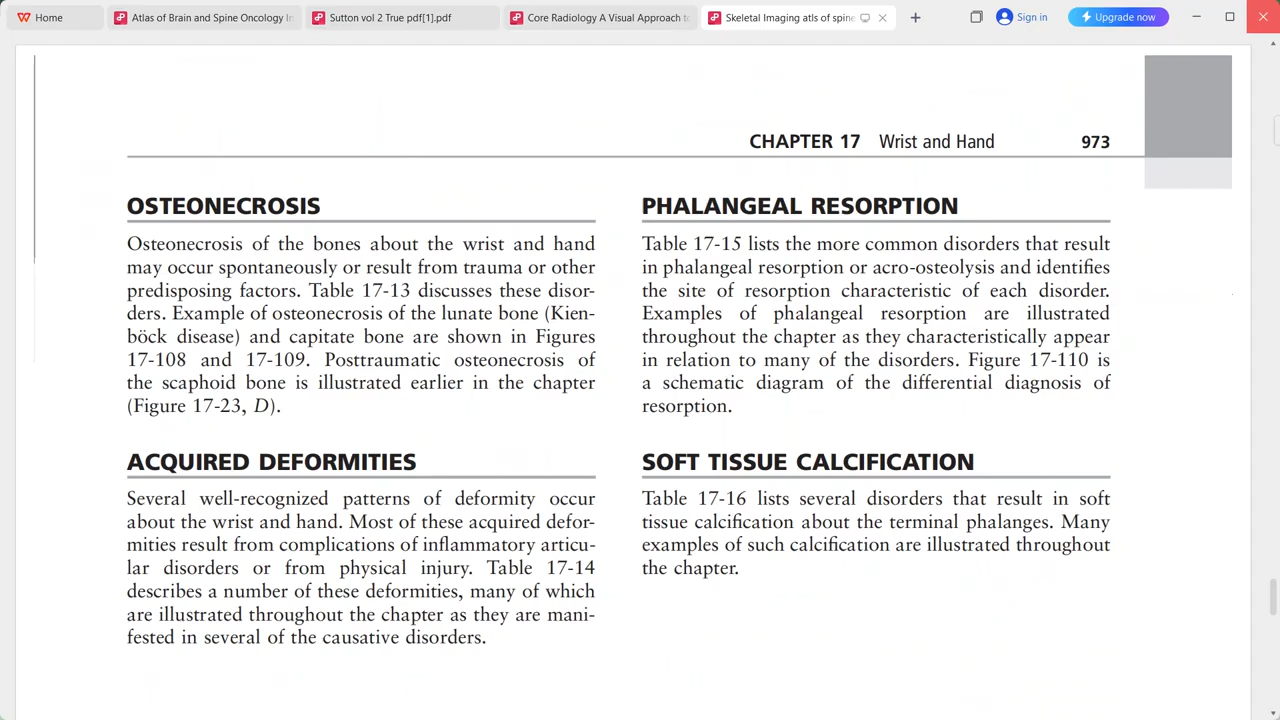 Home
Atlas of Brain and Spine Oncology I
Sutton vol 2 True pdf[1].pdf
Core Radiology A Visual Approach to
Skeletal Imaging atls of spine
Sign in
Upgrade now
CHAPTER 17 Wrist and Hand 973
OSTEONECROSIS
Osteonecrosis of the bones about the wrist and hand
may occur spontaneously or result from trauma or other
predisposing factors. Table 17-13 discusses these disor-
ders. Example of osteonecrosis of the lunate bone (Kien-
böck disease) and capitate bone are shown in Figures
17-108 and 17-109. Posttraumatic osteonecrosis of
the scaphoid bone is illustrated earlier in the chapter
(Figure 17-23, D).
ACQUIRED DEFORMITIES
Several well-recognized patterns of deformity occur
about the wrist and hand. Most of these acquired defor-
mities result from complications of inflammatory articu-
lar disorders or from physical injury. Table 17-14
describes a number of these deformities, many of which
are illustrated throughout the chapter as they are mani-
fested in several of the causative disorders.
PHALANGEAL RESORPTION
Table 17-15 lists the more common disorders that result
in phalangeal resorption or acro-osteolysis and identifies
the site of resorption characteristic of each disorder.
Examples of phalangeal resorption are illustrated
throughout the chapter as they characteristically appear
in relation to many of the disorders. Figure 17-110 is
a schematic diagram of the differential diagnosis of
resorption.
SOFT TISSUE CALCIFICATION
Table 17-16 lists several disorders that result in soft
tissue calcification about the terminal phalanges. Many
examples of such calcification are illustrated throughout
the chapter.